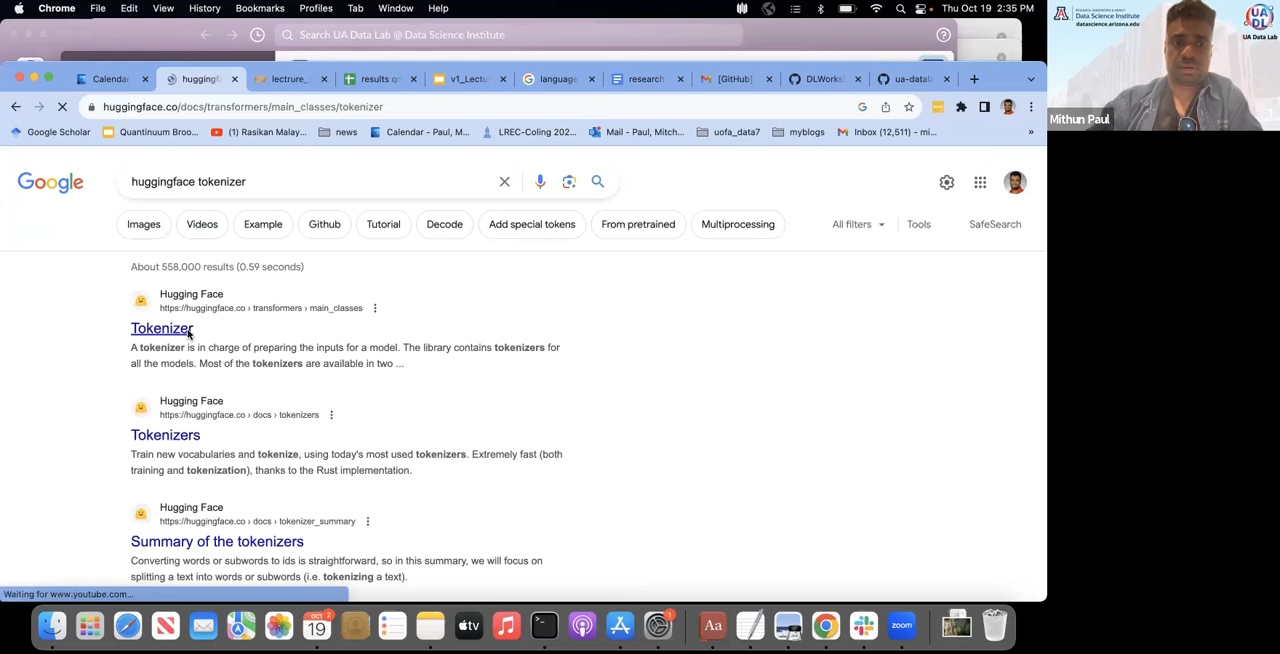 Chrome File Edit View History Bookmarks Profiles Tab Window Help Thu Oct 19 2:35 PM
Search UA Data Lab @ Data Science Institute
Calendar huggingf lecture_ results qr v1_Lectu language research [GitHub] DLWorks ua-datal
huggingface.co/docs/transformers/main_classes/tokenizer
Google Scholar Quantinuum Broo... (1) Rasikan Malay... news Calendar - Paul, M... LREC-Coling 202... Mail - Paul, Mitch... uofa_data7 myblogs Inbox (12,511) - mi... »
Google huggingface tokenizer
Images Videos Example Github Tutorial Decode Add special tokens From pretrained Multiprocessing All filters Tools SafeSearch
About 558,000 results (0.59 seconds)
Hugging Face
https://huggingface.co › transformers › main_classes
Tokenizer
A tokenizer is in charge of preparing the inputs for a model. The library contains tokenizers for
all the models. Most of the tokenizers are available in two ...
Hugging Face
https://huggingface.co › docs › tokenizers
Tokenizers
Train new vocabularies and tokenize, using today's most used tokenizers. Extremely fast (both
training and tokenization), thanks to the Rust implementation.
Hugging Face
https://huggingface.co › docs › tokenizer_summary
Summary of the tokenizers
Converting words or subwords to ids is straightforward, so in this summary, we will focus on
splitting a text into words or subwords (i.e. tokenizing a text).
Waiting for www.youtube.com...
OCT 2
19
tv
Aa
zoom
1
Data Science Institute
datascience.arizona.edu
UA Data Lab
Mithun Paul